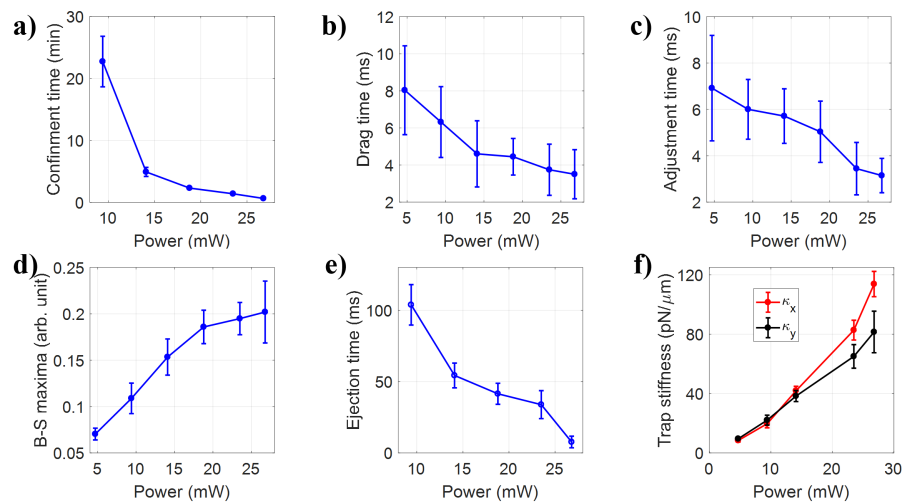 a)
Confinment time (min)
30
20
10
0
10
15
20
25
Power (mW)
b)
Drag time (ms)
12
10
8
6
4
2
5
10
15
20
25
Power (mW)
c)
Adjustment time (ms)
10
8
6
4
2
5
10
15
20
25
Power (mW)
d)
B-S maxima (arb. unit)
0.25
0.2
0.15
0.1
0.05
5
10
15
20
25
Power (mW)
e)
Ejection time (ms)
100
50
0
10
15
20
25
Power (mW)
f)
Trap stiffness (pN/μm)
120
80
40
0
0
10
20
30
κx
κy
Power (mW)